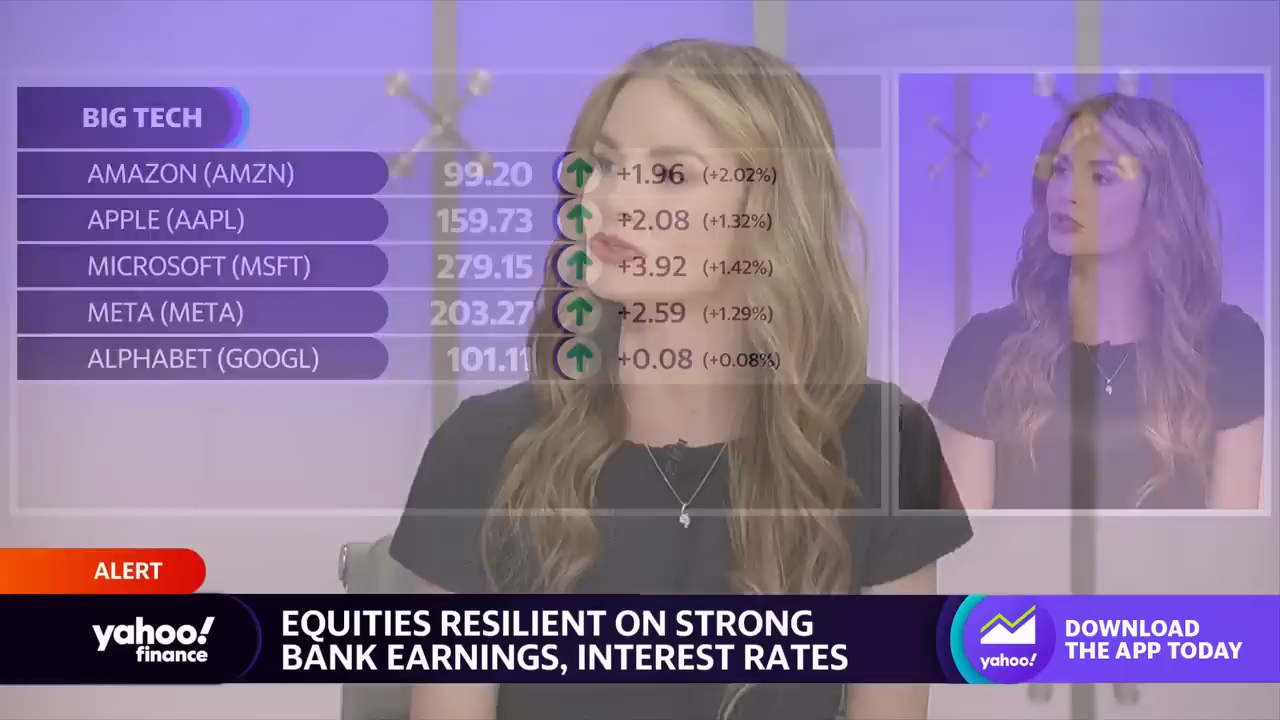 BIG TECH
AMAZON (AMZN) 99.20 +1.96 (+2.02%)
APPLE (AAPL) 159.73 +2.08 (+1.32%)
MICROSOFT (MSFT) 279.15 +3.92 (+1.42%)
META (META) 203.27 +2.59 (+1.29%)
ALPHABET (GOOGL) 101.11 +0.08 (+0.08%)
ALERT
yahoo!
finance
EQUITIES RESILIENT ON STRONG
BANK EARNINGS, INTEREST RATES
yahoo!
DOWNLOAD
THE APP TODAY